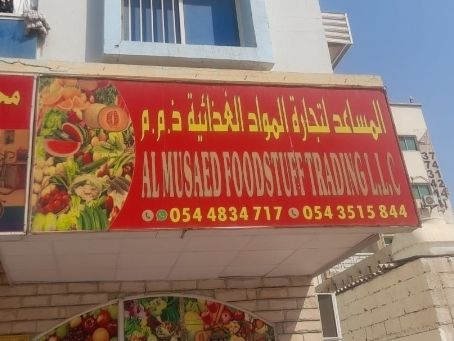 المساعد لتجارة المواد الغذائية ذ.م.م
AL MUSAED FOODSTUFF TRADING L.L.C
054 4834 717 054 3515 844